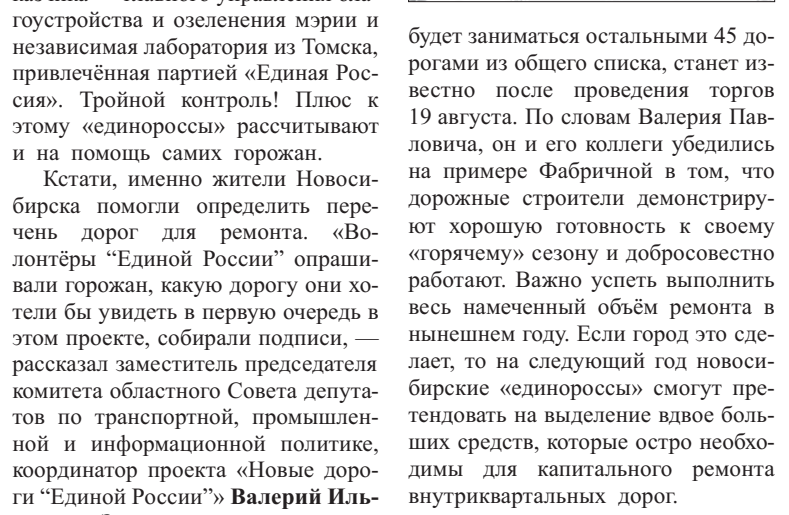 гоустройства и озеленения мэрии и
независимая лаборатория из Томска,
привлечённая партией «Единая Рос-
сия». Тройной контроль! Плюс к
этому «единороссы» рассчитывают
и на помощь самих горожан.
Кстати, именно жители Новоси-
бирска помогли определить пере-
чень дорог для ремонта. «Во-
лонтёры “Единой России” опраши-
вали горожан, какую дорогу они хо-
тели бы увидеть в первую очередь в
этом проекте, собирали подписи, —
рассказал заместитель председателя
комитета областного Совета депута-
тов по транспортной, промышлен-
ной и информационной политике,
координатор проекта «Новые доро-
ги “Единой России”» Валерий Иль-
будет заниматься остальными 45 до-
рогами из общего списка, станет из-
вестно после проведения торгов
19 августа. По словам Валерия Пав-
ловича, он и его коллеги убедились
на примере Фабричной в том, что
дорожные строители демонстриру-
ют хорошую готовность к своему
«горячему» сезону и добросовестно
работают. Важно успеть выполнить
весь намеченный объём ремонта в
нынешнем году. Если город это сде-
лает, то на следующий год новоси-
бирские «единороссы» смогут пре-
тендовать на выделение вдвое боль-
ших средств, которые остро необхо-
димы для капитального ремонта
внутриквартальных дорог.